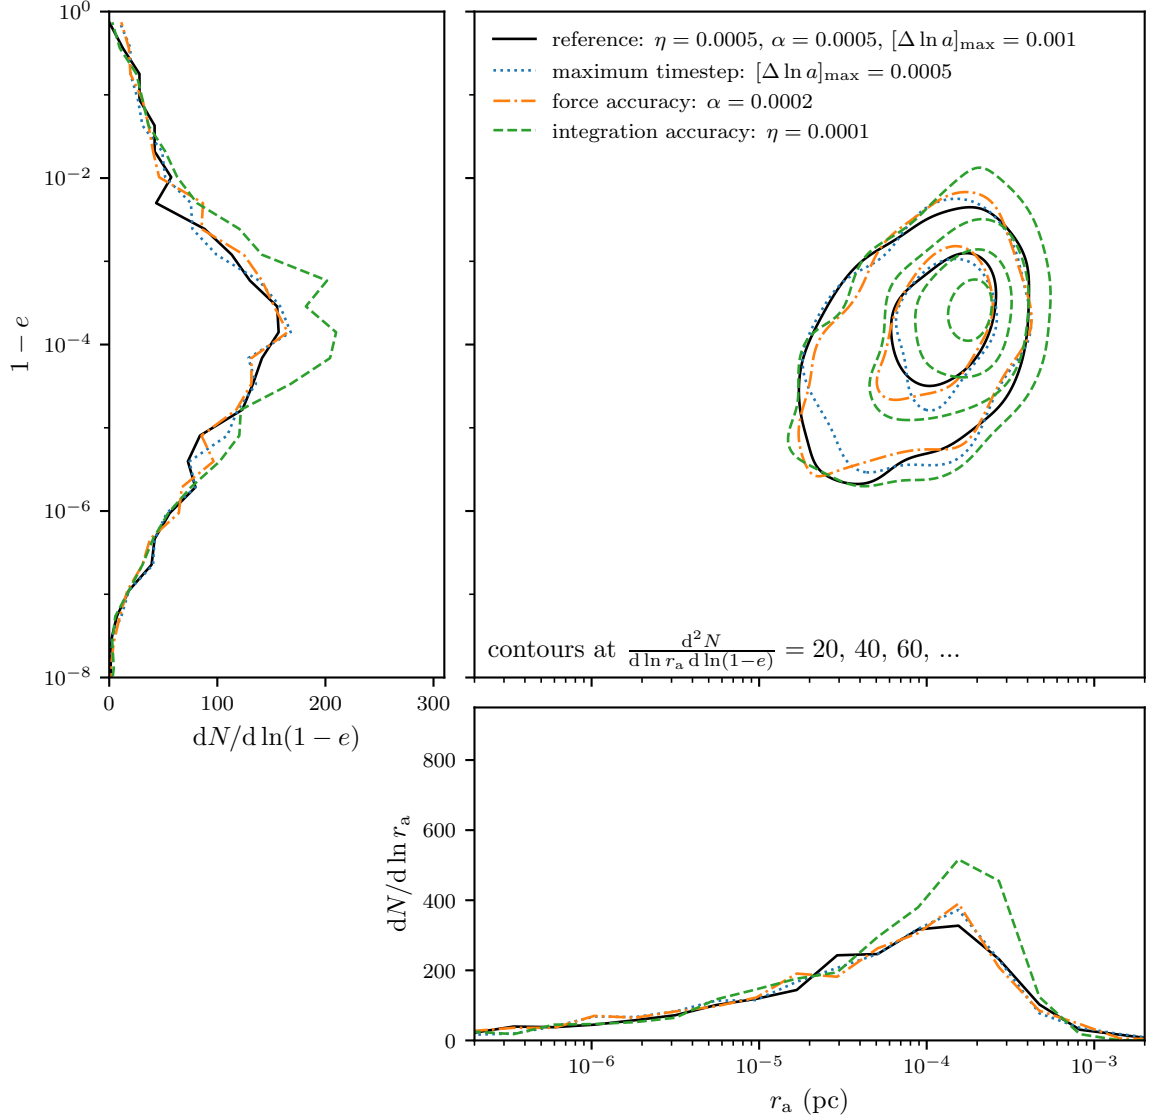 10⁰
10⁻²
10⁻⁴
10⁻⁶
10⁻⁸
1 − e
0 100 200 300
dN/d ln(1 − e)
reference: η = 0.0005, α = 0.0005, [Δ ln a]max = 0.001
maximum timestep: [Δ ln a]max = 0.0005
force accuracy: α = 0.0002
integration accuracy: η = 0.0001
contours at d²N / d ln rₐ d ln(1−e) = 20, 40, 60, ...
800
600
400
200
0
dN/d ln rₐ
10⁻⁶ 10⁻⁵ 10⁻⁴ 10⁻³
rₐ (pc)